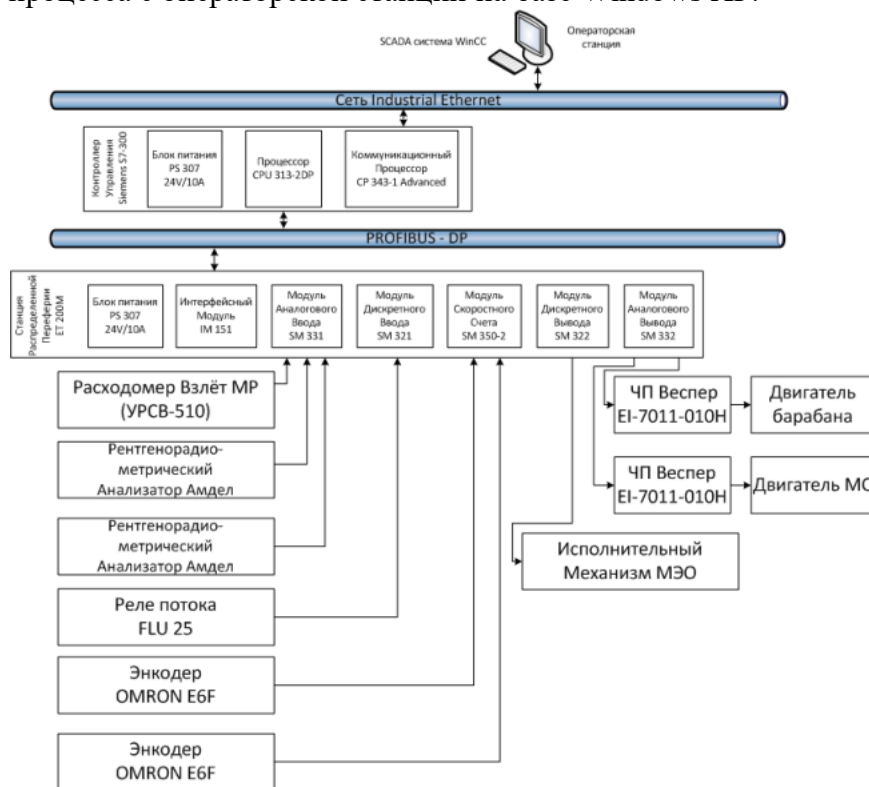 процесса с операторской станции на базе
SCADA система WinCC
Операторская
станция
Сеть Industrial Ethernet
Контроллер
Управления
Siemens S7-300
Блок питания
PS 307
24V/10A
Процессор
CPU 313-2DP
Коммуникационный
Процессор
CP 343-1 Advanced
PROFIBUS - DP
Станция
Распределенной
Переферии
ET 200M
Блок питания
PS 307
24V/10A
Интерфейсный
Модуль
IM 151
Модуль
Аналогового
Ввода
SM 331
Модуль
Дискретного
Ввода
SM 321
Модуль
Скоростного
Счета
SM 350-2
Модуль
Дискретного
Вывода
SM 322
Модуль
Аналогового
Вывода
SM 332
Расходомер Взлёт МР
(УРСВ-510)
Рентгенорадио-
метрический
Анализатор Амдел
Рентгенорадио-
метрический
Анализатор Амдел
Реле потока
FLU 25
Энкодер
OMRON E6F
Энкодер
OMRON E6F
ЧП Веспер
EI-7011-010H
Двигатель
барабана
ЧП Веспер
EI-7011-010H
Двигатель МС
Исполнительный
Механизм МЭО